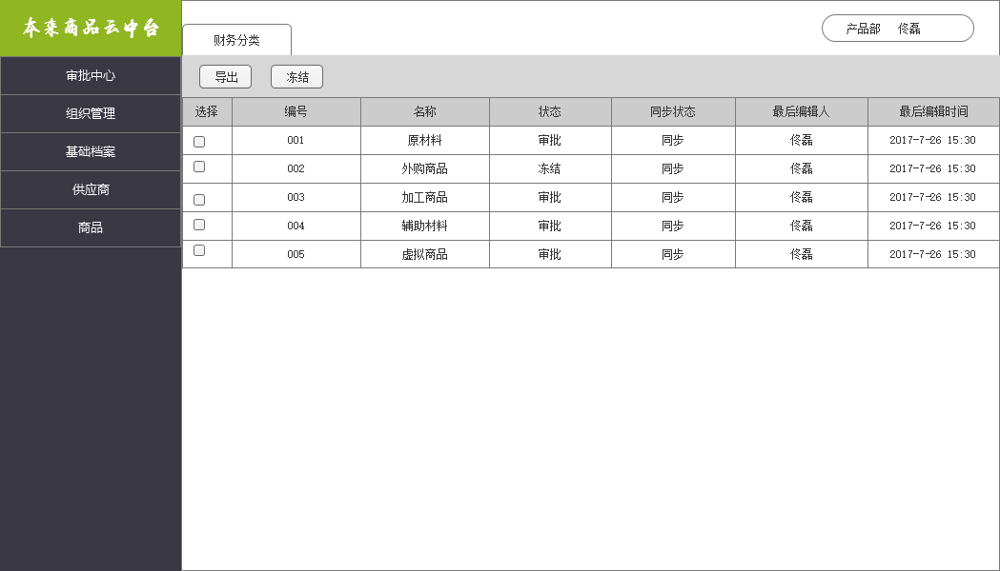 本来商品云中台
产品部 佟磊
财务分类
审批中心
组织管理
基础档案
供应商
商品
导出 冻结
选择 编号 名称 状态 同步状态 最后编辑人 最后编辑时间
001 原材料 审批 同步 佟磊 2017-7-26 15:30
002 外购商品 冻结 同步 佟磊 2017-7-26 15:30
003 加工商品 审批 同步 佟磊 2017-7-26 15:30
004 辅助材料 审批 同步 佟磊 2017-7-26 15:30
005 虚拟商品 审批 同步 佟磊 2017-7-26 15:30